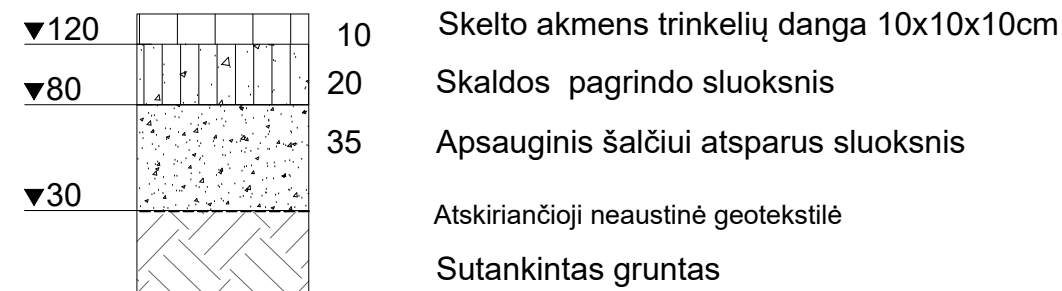 ▼120 10 Skelto akmens trinkelių danga 10x10x10cm
▼80 20 Skaldos pagrindo sluoksnis
35 Apsauginis šalčiui atsparus sluoksnis
▼30
Atskiriančioji neaustinė geotekstilė
Sutankintas gruntas